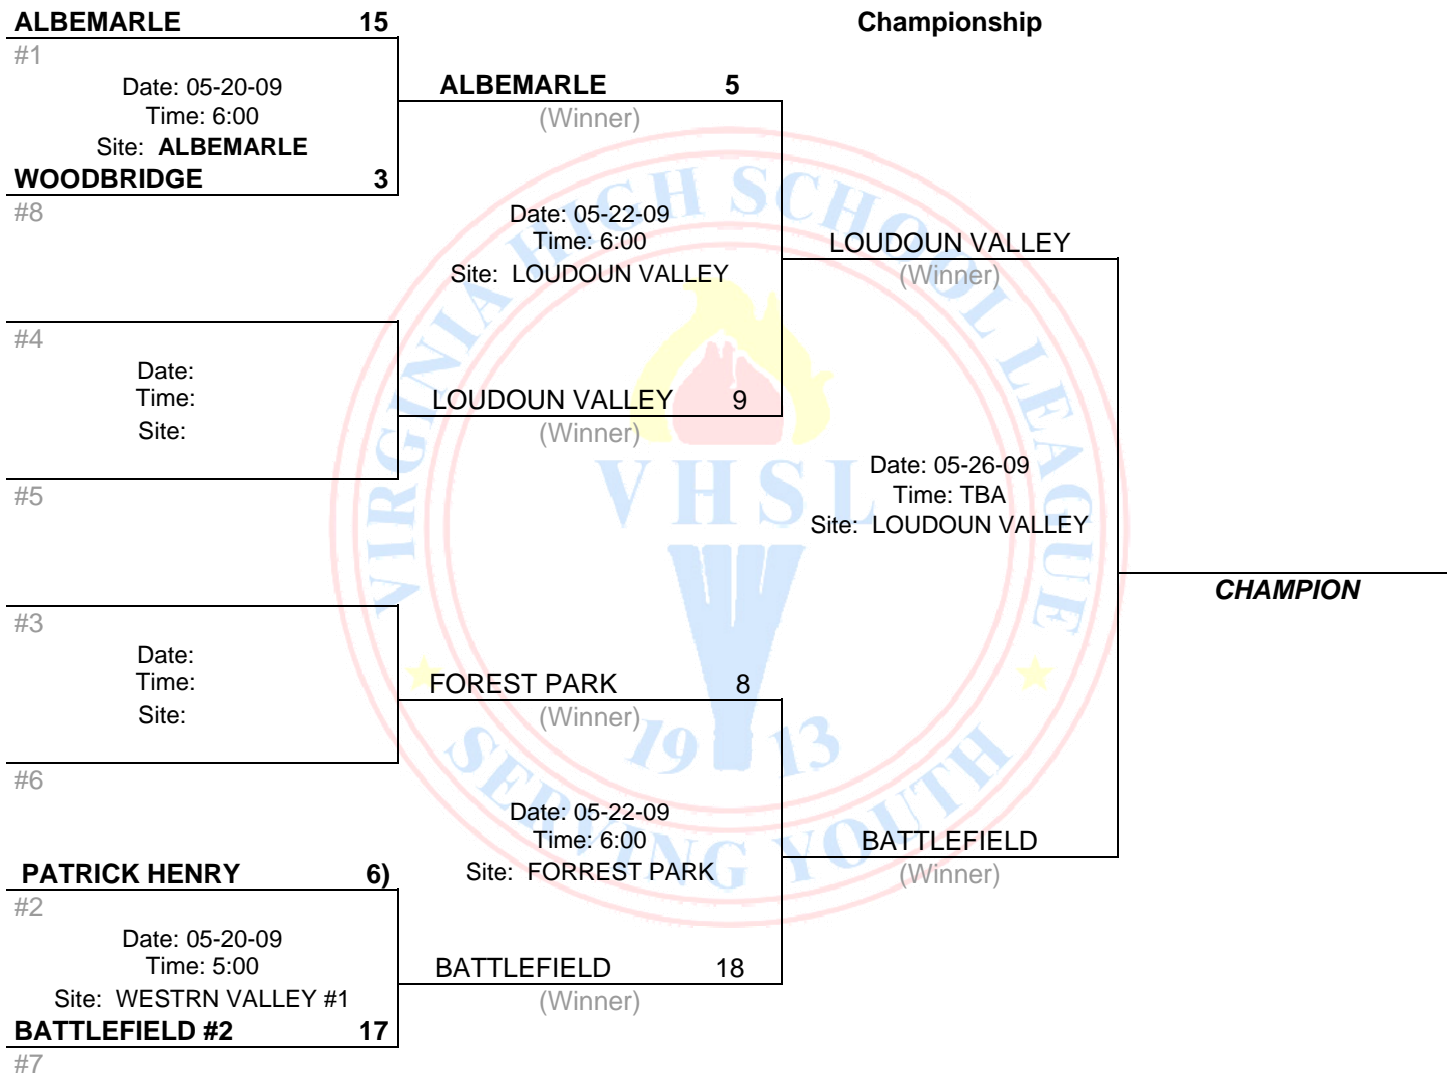 ALBEMARLE 15
Championship
#1
Date: 05-20-09
Time: 6:00
Site: ALBEMARLE
WOODBRIDGE 3
#8
ALBEMARLE 5
(Winner)
Date: 05-22-09
Time: 6:00
Site: LOUDOUN VALLEY
LOUDOUN VALLEY
(Winner)
#4
Date:
Time:
Site:
#5
LOUDOUN VALLEY 9
(Winner)
Date: 05-26-09
Time: TBA
Site: LOUDOUN VALLEY
CHAMPION
#3
Date:
Time:
Site:
#6
FOREST PARK 8
(Winner)
Date: 05-22-09
Time: 6:00
Site: FORREST PARK
BATTLEFIELD
(Winner)
PATRICK HENRY 6)
#2
Date: 05-20-09
Time: 5:00
Site: WESTRN VALLEY #1
BATTLEFIELD #2 17
#7
BATTLEFIELD 18
(Winner)
VIRGINIA HIGH SCHOOL LEAGUE
VHSL
1913
SERVING YOUTH